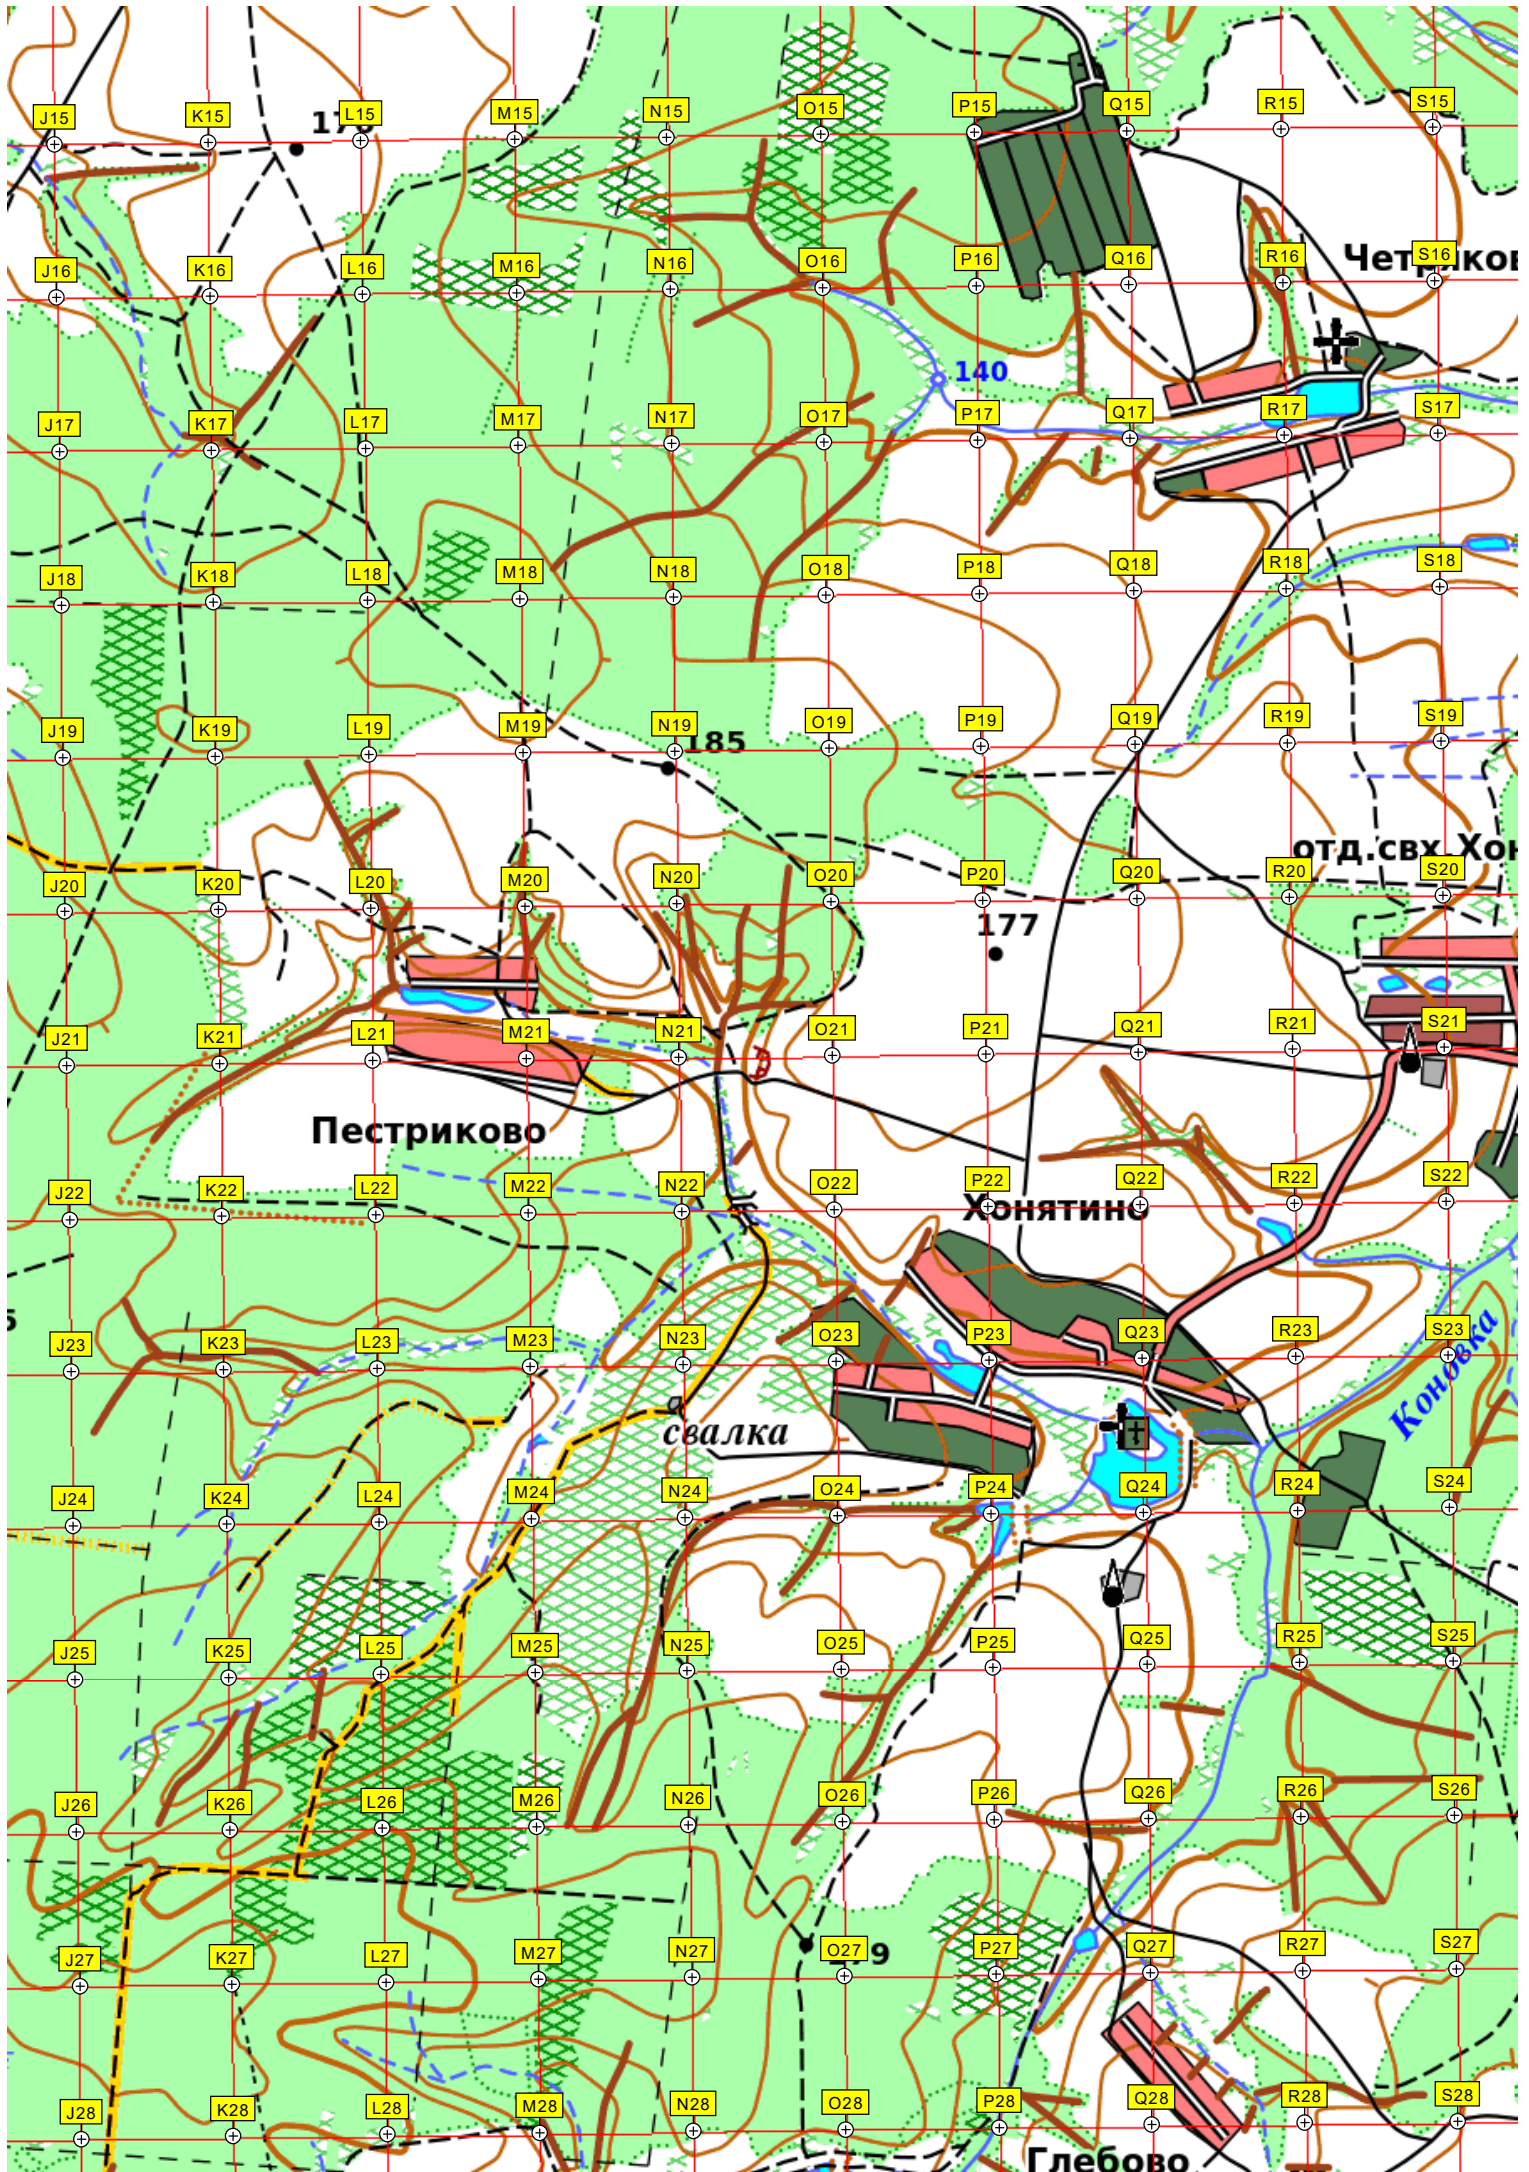 J15 K15 L15 M15 N15 O15 P15 Q15 R15 S15
J16 K16 L16 M16 N16 O16 P16 Q16 R16 S16
140
J17 K17 L17 M17 N17 O17 P17 Q17 R17 S17
J18 K18 L18 M18 N18 O18 P18 Q18 R18 S18
J19 K19 L19 M19 N19 O19 P19 Q19 R19 S19
185
отд.свх.Хон
J20 K20 L20 M20 N20 O20 P20 Q20 R20 S20
177
J21 K21 L21 M21 N21 O21 P21 Q21 R21 S21
Пестриково
J22 K22 L22 M22 N22 O22 P22 Q22 R22 S22
Хонятино
J23 K23 L23 M23 N23 O23 P23 Q23 R23 S23
Коновка
свалка
J24 K24 L24 M24 N24 O24 P24 Q24 R24 S24
J25 K25 L25 M25 N25 O25 P25 Q25 R25 S25
J26 K26 L26 M26 N26 O26 P26 Q26 R26 S26
J27 K27 L27 M27 N27 O27 P27 Q27 R27 S27
J28 K28 L28 M28 N28 O28 P28 Q28 R28 S28
Глебово